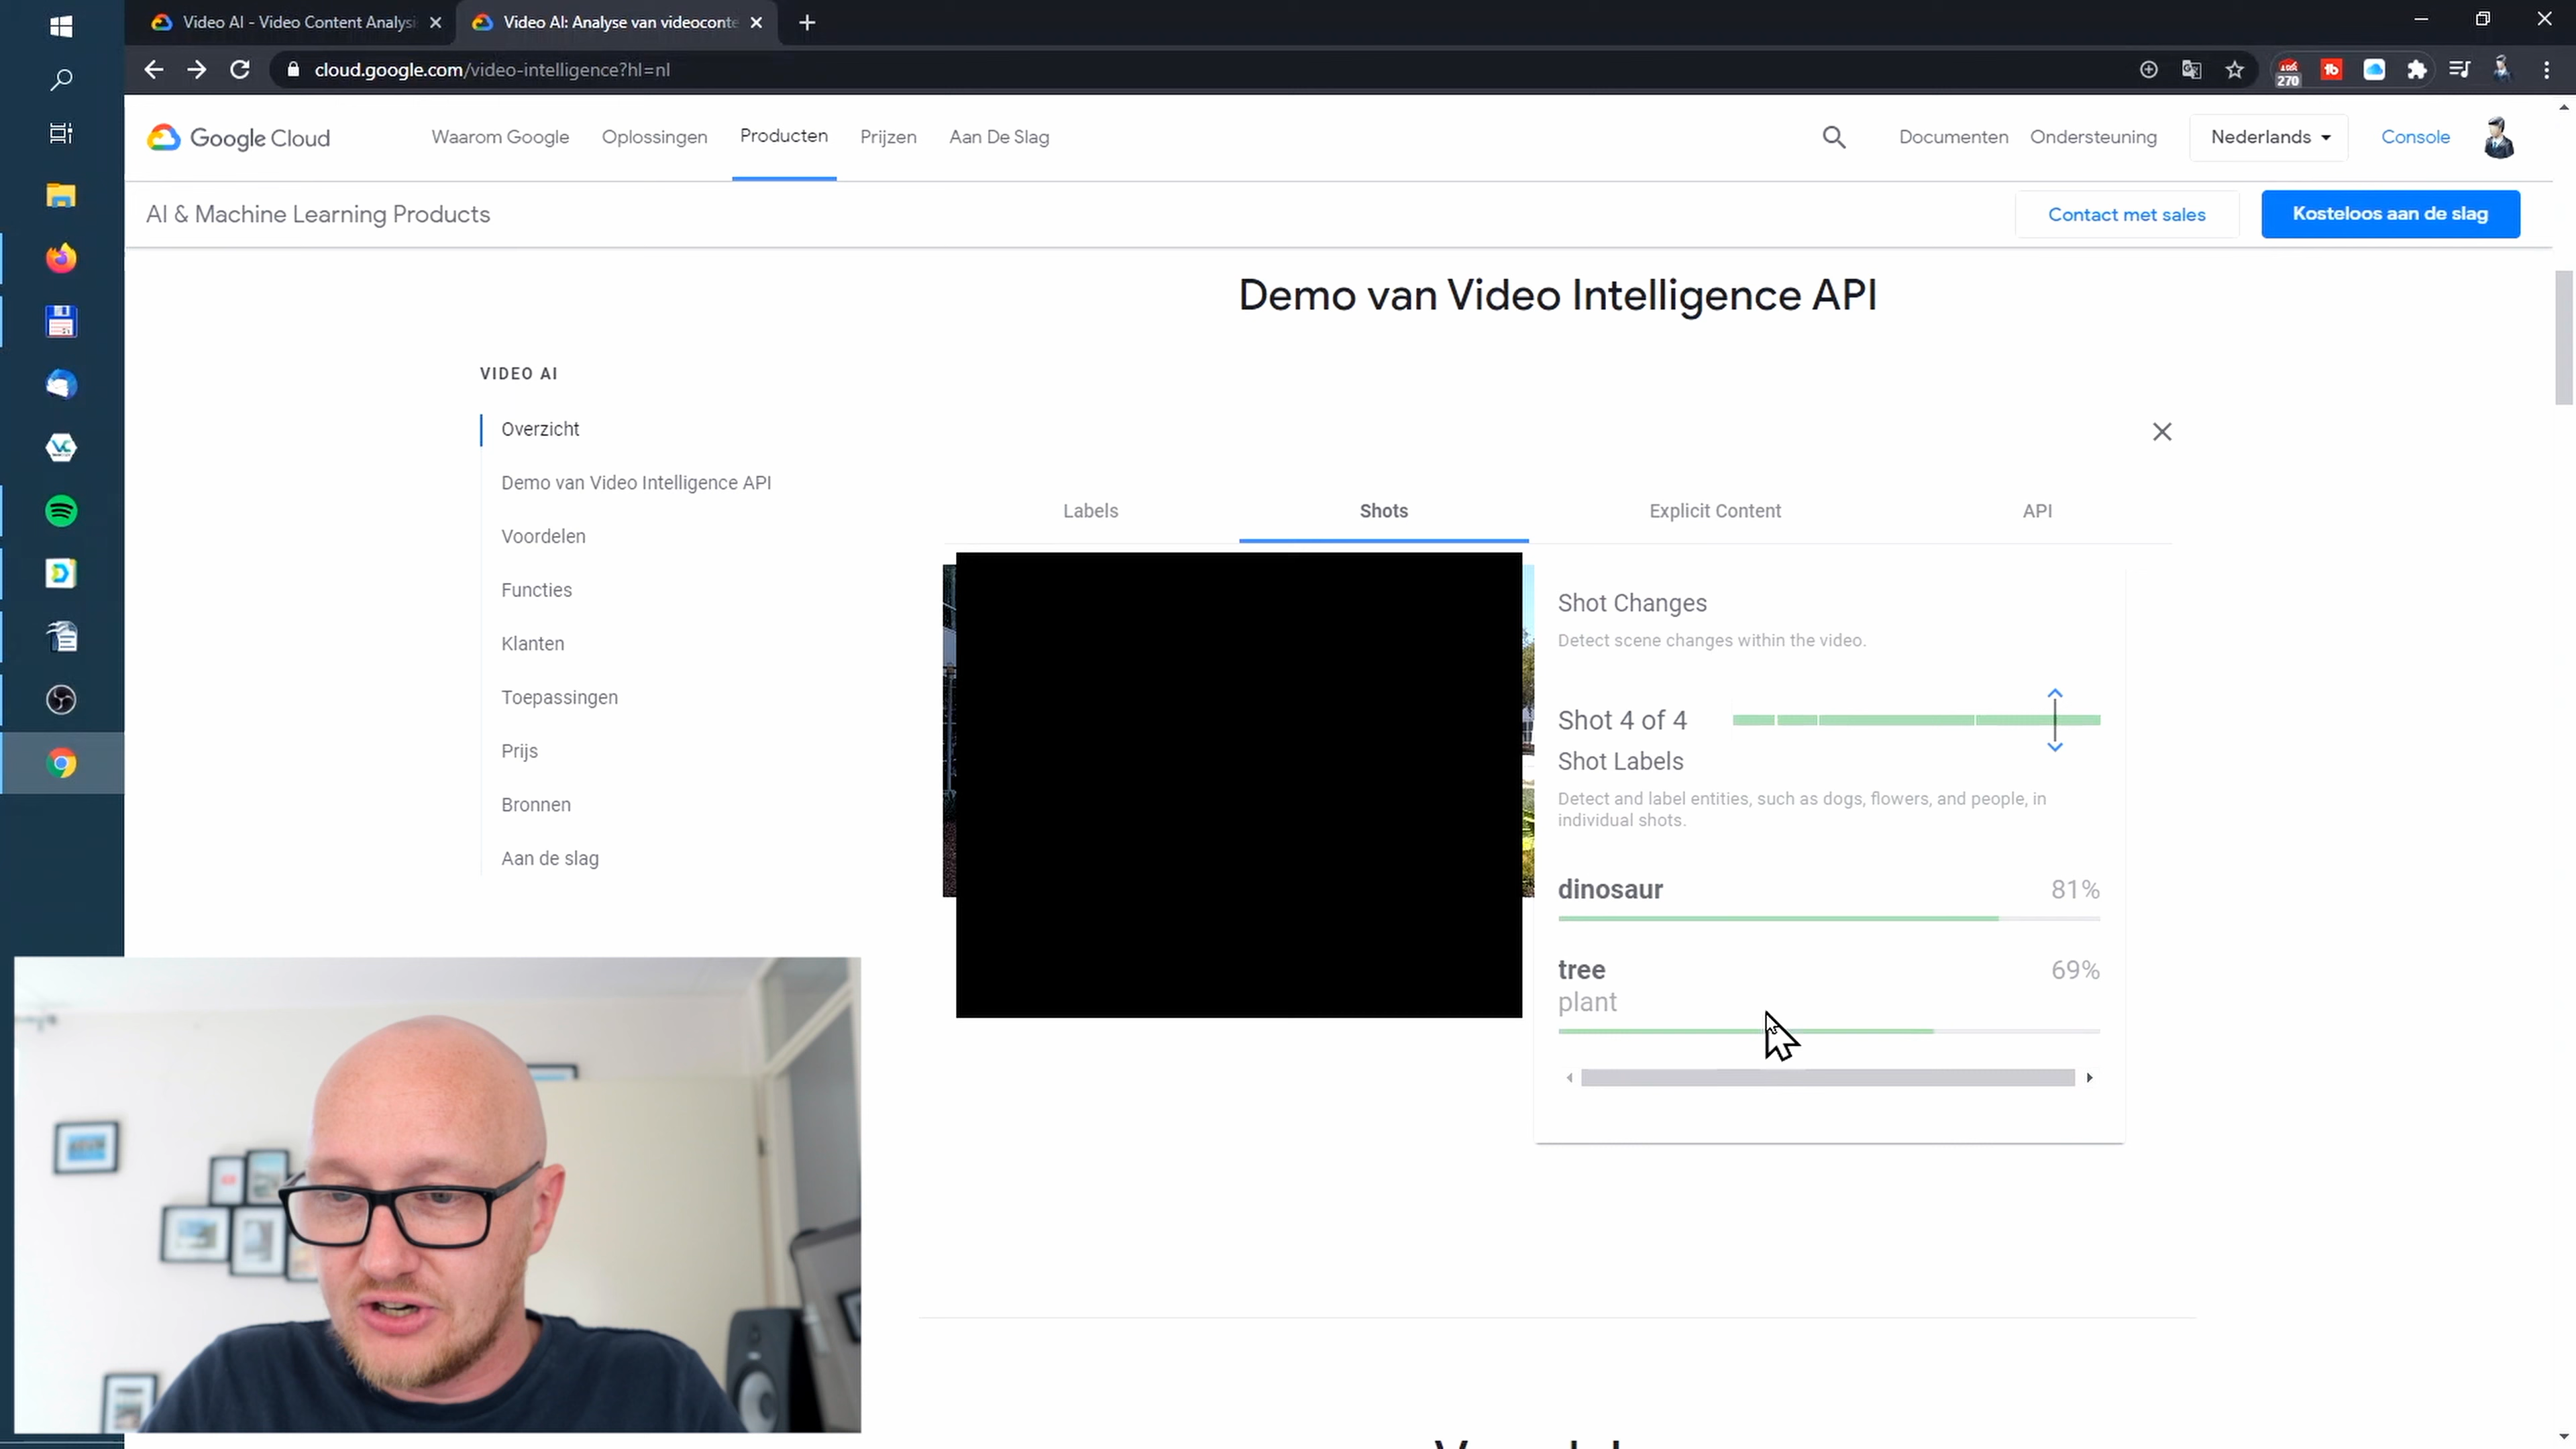 Video AI - Video Content Analysi
Video AI: Analyse van videoconte
cloud.google.com/video-intelligence?hl=nl
270
Google Cloud
Waarom Google
Oplossingen
Producten
Prijzen
Aan De Slag
Documenten
Ondersteuning
Nederlands
Console
AI & Machine Learning Products
Contact met sales
Kosteloos aan de slag
Demo van Video Intelligence API
VIDEO AI
Overzicht
Demo van Video Intelligence API
Voordelen
Functies
Klanten
Toepassingen
Prijs
Bronnen
Aan de slag
Labels
Shots
Explicit Content
API
Shot Changes
Detect scene changes within the video.
Shot 4 of 4
Shot Labels
Detect and label entities, such as dogs, flowers, and people, in
individual shots.
dinosaur
81%
tree
69%
plant